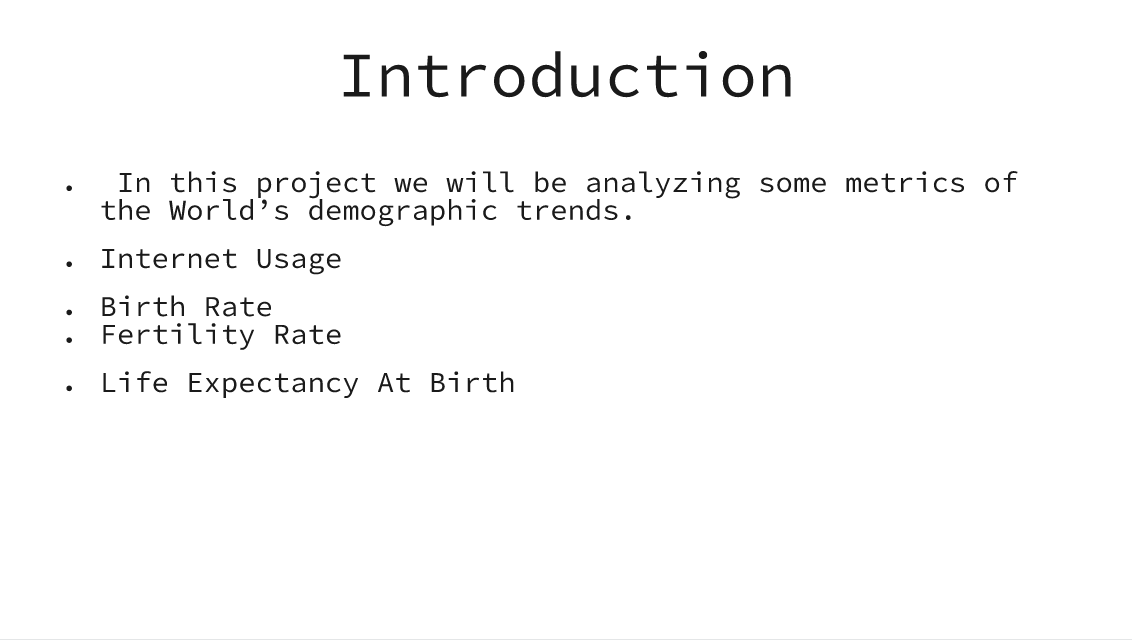 Introduction
• In this project we will be analyzing some metrics of
the World’s demographic trends.
• Internet Usage
• Birth Rate
• Fertility Rate
• Life Expectancy At Birth